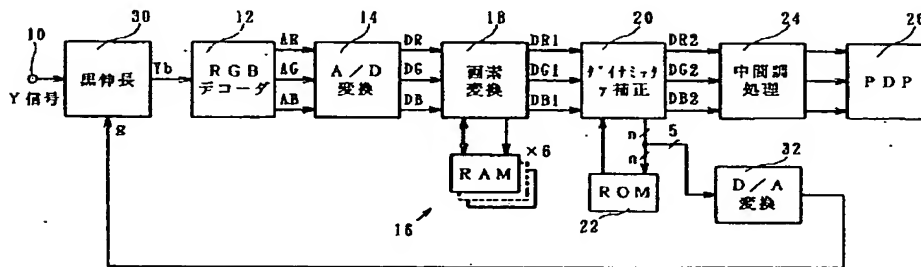 10
Y信号
30
黒伸長
Yb
g
12
RGB
デコーダ
AR
AG
AB
14
A/D
変換
DR
DG
DB
18
画素
変換
RAM
×6
16
DR1
DG1
DB1
20
ダイナミック
γ補正
n
n
5
ROM
22
DR2
DG2
DB2
24
中間調
処理
28
PDP
32
D/A
変換